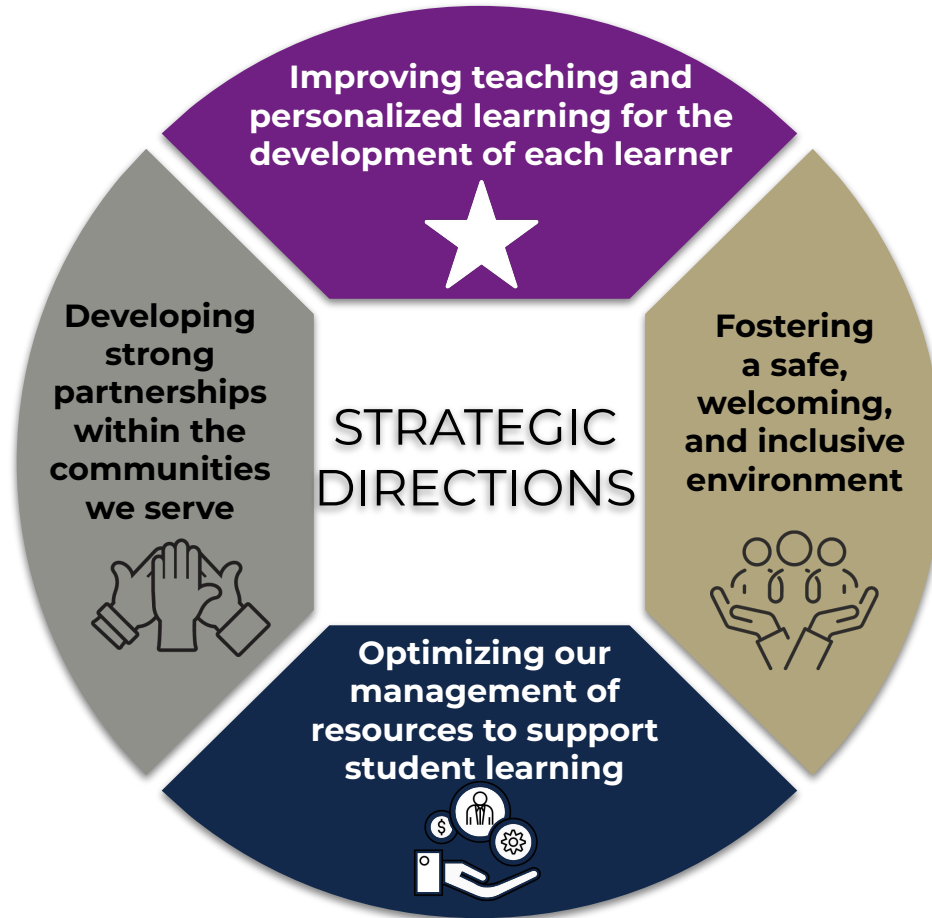 Improving teaching and
personalized learning for the
development of each learner
Developing
strong
partnerships
within the
communities
we serve
STRATEGIC
DIRECTIONS
Fostering
a safe,
welcoming,
and inclusive
environment
Optimizing our
management of
resources to support
student learning
$